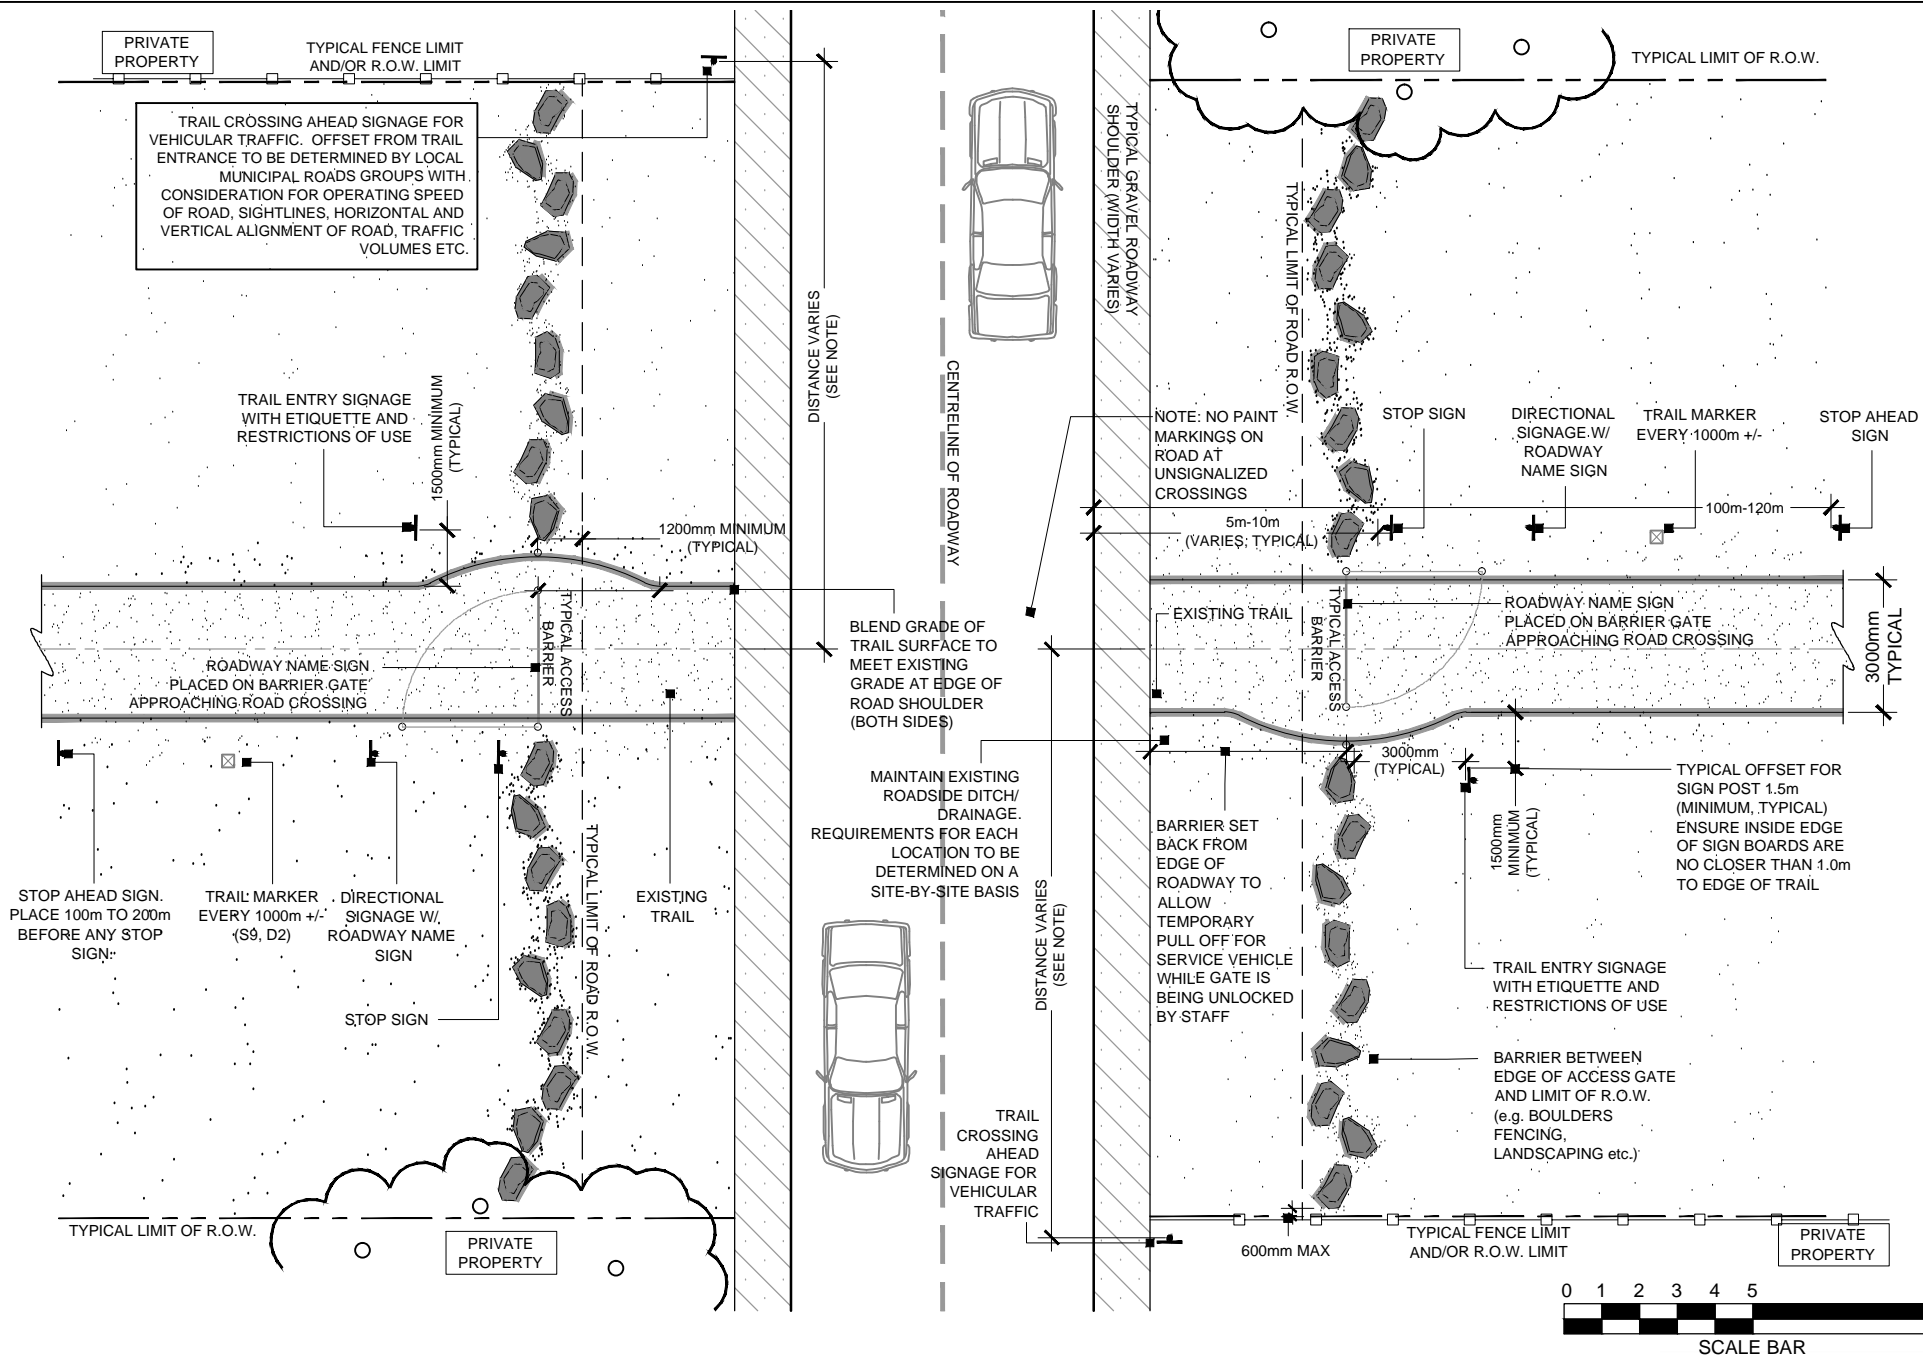 PRIVATE
PROPERTY
TYPICAL FENCE LIMIT
AND/OR R.O.W. LIMIT
TRAIL CROSSING AHEAD SIGNAGE FOR
VEHICULAR TRAFFIC. OFFSET FROM TRAIL
ENTRANCE TO BE DETERMINED BY LOCAL
MUNICIPAL ROADS GROUPS WITH
CONSIDERATION FOR OPERATING SPEED
OF ROAD, SIGHTLINES, HORIZONTAL AND
VERTICAL ALIGNMENT OF ROAD, TRAFFIC
VOLUMES ETC.
TRAIL ENTRY SIGNAGE
WITH ETIQUETTE AND
RESTRICTIONS OF USE
1500mm MINIMUM
(TYPICAL)
1200mm MINIMUM
(TYPICAL)
TYPICAL ACCESS
BARRIER
ROADWAY NAME SIGN
PLACED ON BARRIER GATE
APPROACHING ROAD CROSSING
STOP AHEAD SIGN.
PLACE 100m TO 200m
BEFORE ANY STOP
SIGN.
TRAIL MARKER
EVERY 1000m +/-
(S9, D2)
DIRECTIONAL
SIGNAGE W/
ROADWAY NAME
SIGN
STOP SIGN
EXISTING
TRAIL
TYPICAL LIMIT OF ROAD R.O.W.
TYPICAL LIMIT OF R.O.W.
PRIVATE
PROPERTY
DISTANCE VARIES
(SEE NOTE)
CENTRELINE OF ROADWAY
BLEND GRADE OF
TRAIL SURFACE TO
MEET EXISTING
GRADE AT EDGE OF
ROAD SHOULDER
(BOTH SIDES)
MAINTAIN EXISTING
ROADSIDE DITCH/
DRAINAGE.
REQUIREMENTS FOR EACH
LOCATION TO BE
DETERMINED ON A
SITE-BY-SITE BASIS
DISTANCE VARIES
(SEE NOTE)
TRAIL
CROSSING
AHEAD
SIGNAGE FOR
VEHICULAR
TRAFFIC
TYPICAL GRAVEL ROADWAY
SHOULDER (WIDTH VARIES)
PRIVATE
PROPERTY
TYPICAL LIMIT OF R.O.W.
TYPICAL LIMIT OF ROAD R.O.W.
NOTE: NO PAINT
MARKINGS ON
ROAD AT
UNSIGNALIZED
CROSSINGS
STOP SIGN
DIRECTIONAL
SIGNAGE W/
ROADWAY
NAME SIGN
TRAIL MARKER
EVERY 1000m +/-
STOP AHEAD
SIGN
100m-120m
5m-10m
(VARIES, TYPICAL)
EXISTING TRAIL
TYPICAL ACCESS
BARRIER
ROADWAY NAME SIGN
PLACED ON BARRIER GATE
APPROACHING ROAD CROSSING
3000mm
TYPICAL
3000mm
(TYPICAL)
1500mm
MINIMUM
(TYPICAL)
TYPICAL OFFSET FOR
SIGN POST 1.5m
(MINIMUM, TYPICAL)
ENSURE INSIDE EDGE
OF SIGN BOARDS ARE
NO CLOSER THAN 1.0m
TO EDGE OF TRAIL
BARRIER SET
BACK FROM
EDGE OF
ROADWAY TO
ALLOW
TEMPORARY
PULL OFF FOR
SERVICE VEHICLE
WHILE GATE IS
BEING UNLOCKED
BY STAFF
TRAIL ENTRY SIGNAGE
WITH ETIQUETTE AND
RESTRICTIONS OF USE
BARRIER BETWEEN
EDGE OF ACCESS GATE
AND LIMIT OF R.O.W.
(e.g. BOULDERS
FENCING,
LANDSCAPING etc.)
600mm MAX
TYPICAL FENCE LIMIT
AND/OR R.O.W. LIMIT
PRIVATE
PROPERTY
0 1 2 3 4 5
SCALE BAR